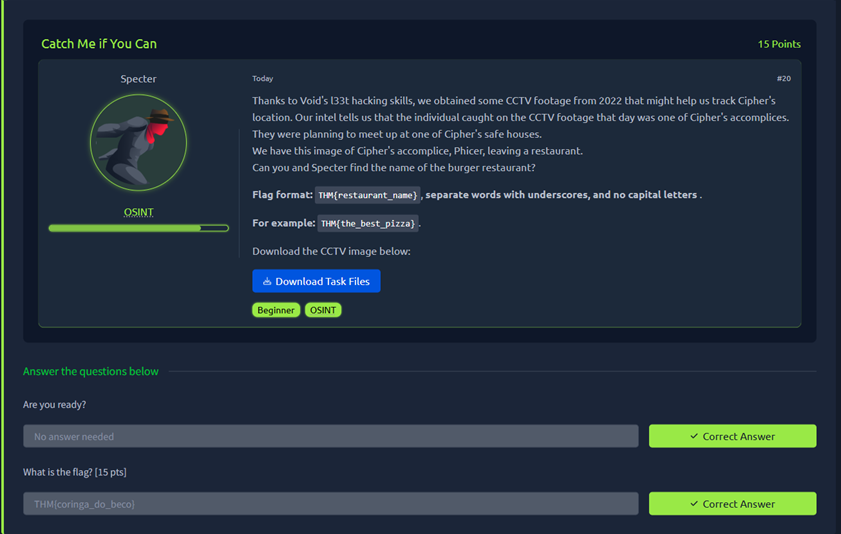 Catch Me if You Can
15 Points
Specter
OSINT
Today
#20
Thanks to Void's l33t hacking skills, we obtained some CCTV footage from 2022 that might help us track Cipher's
location. Our intel tells us that the individual caught on the CCTV footage that day was one of Cipher's accomplices.
They were planning to meet up at one of Cipher's safe houses.
We have this image of Cipher's accomplice, Phicer, leaving a restaurant.
Can you and Specter find the name of the burger restaurant?
Flag format: THM{restaurant_name} , separate words with underscores, and no capital letters .
For example: THM{the_best_pizza} .
Download the CCTV image below:
Download Task Files
Beginner OSINT
Answer the questions below
Are you ready?
No answer needed
Correct Answer
What is the flag? [15 pts]
THM{coringa_do_beco}
Correct Answer